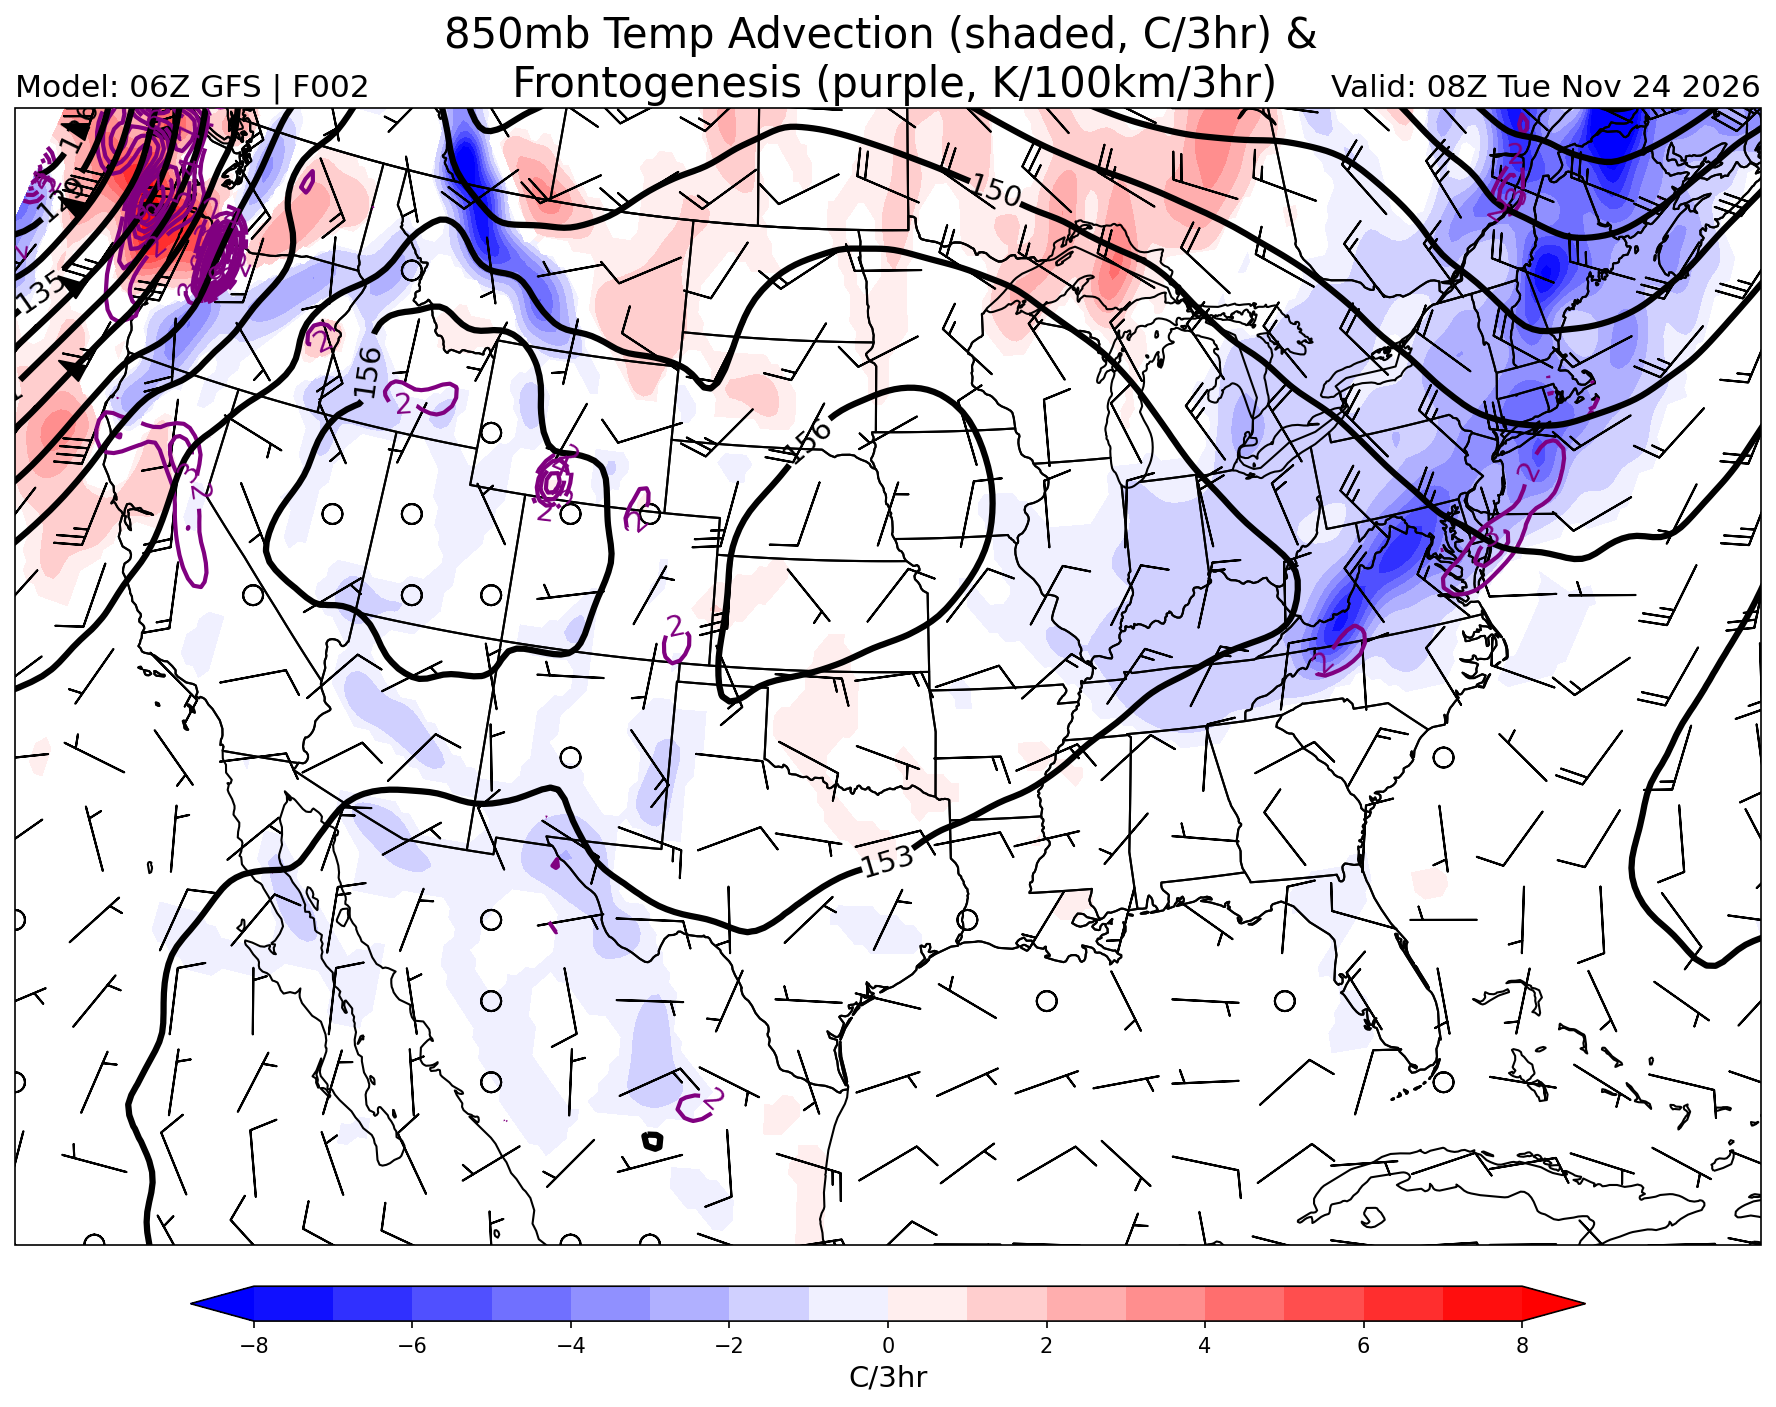 850mb Temp Advection (shaded, C/3hr) &
Frontogenesis (purple, K/100km/3hr)
Model: 06Z GFS | F002
Valid: 08Z Tue Nov 24 2026
150
135
156
156
153
2
2
2
2
2
2
−8 −6 −4 −2 0 2 4 6 8
C/3hr